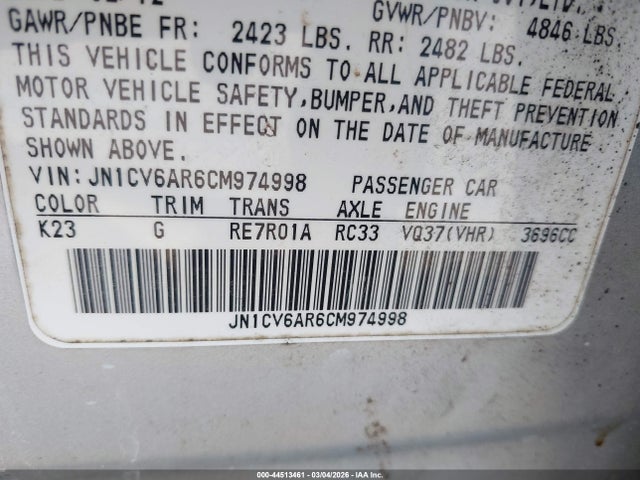 GVWR/PNBV: 4846 LBS.
GAWR/PNBE FR: 2423 LBS. RR: 2482 LBS.
THIS VEHICLE CONFORMS TO ALL APPLICABLE FEDERAL
MOTOR VEHICLE SAFETY,BUMPER,AND THEFT PREVENTION
STANDARDS IN EFFECT ON THE DATE OF MANUFACTURE
SHOWN ABOVE.
VIN:JN1CV6AR6CM974998 PASSENGER CAR
COLOR TRIM TRANS AXLE ENGINE
K23 G RE7R01A RC33 VQ37(VHR) 3696CC
JN1CV6AR6CM974998
000-44513461 | 03/04/2026 - IAA Inc.